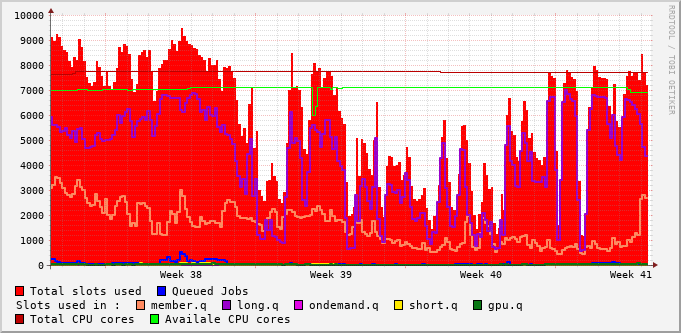 10000
9000
8000
7000
6000
5000
4000
3000
2000
1000
0
Week 38 Week 39 Week 40 Week 41
RRDTOOL / TOBI OETIKER
Total slots used Queued Jobs
Slots used in : member.q long.q ondemand.q short.q gpu.q
Total CPU cores Availale CPU cores